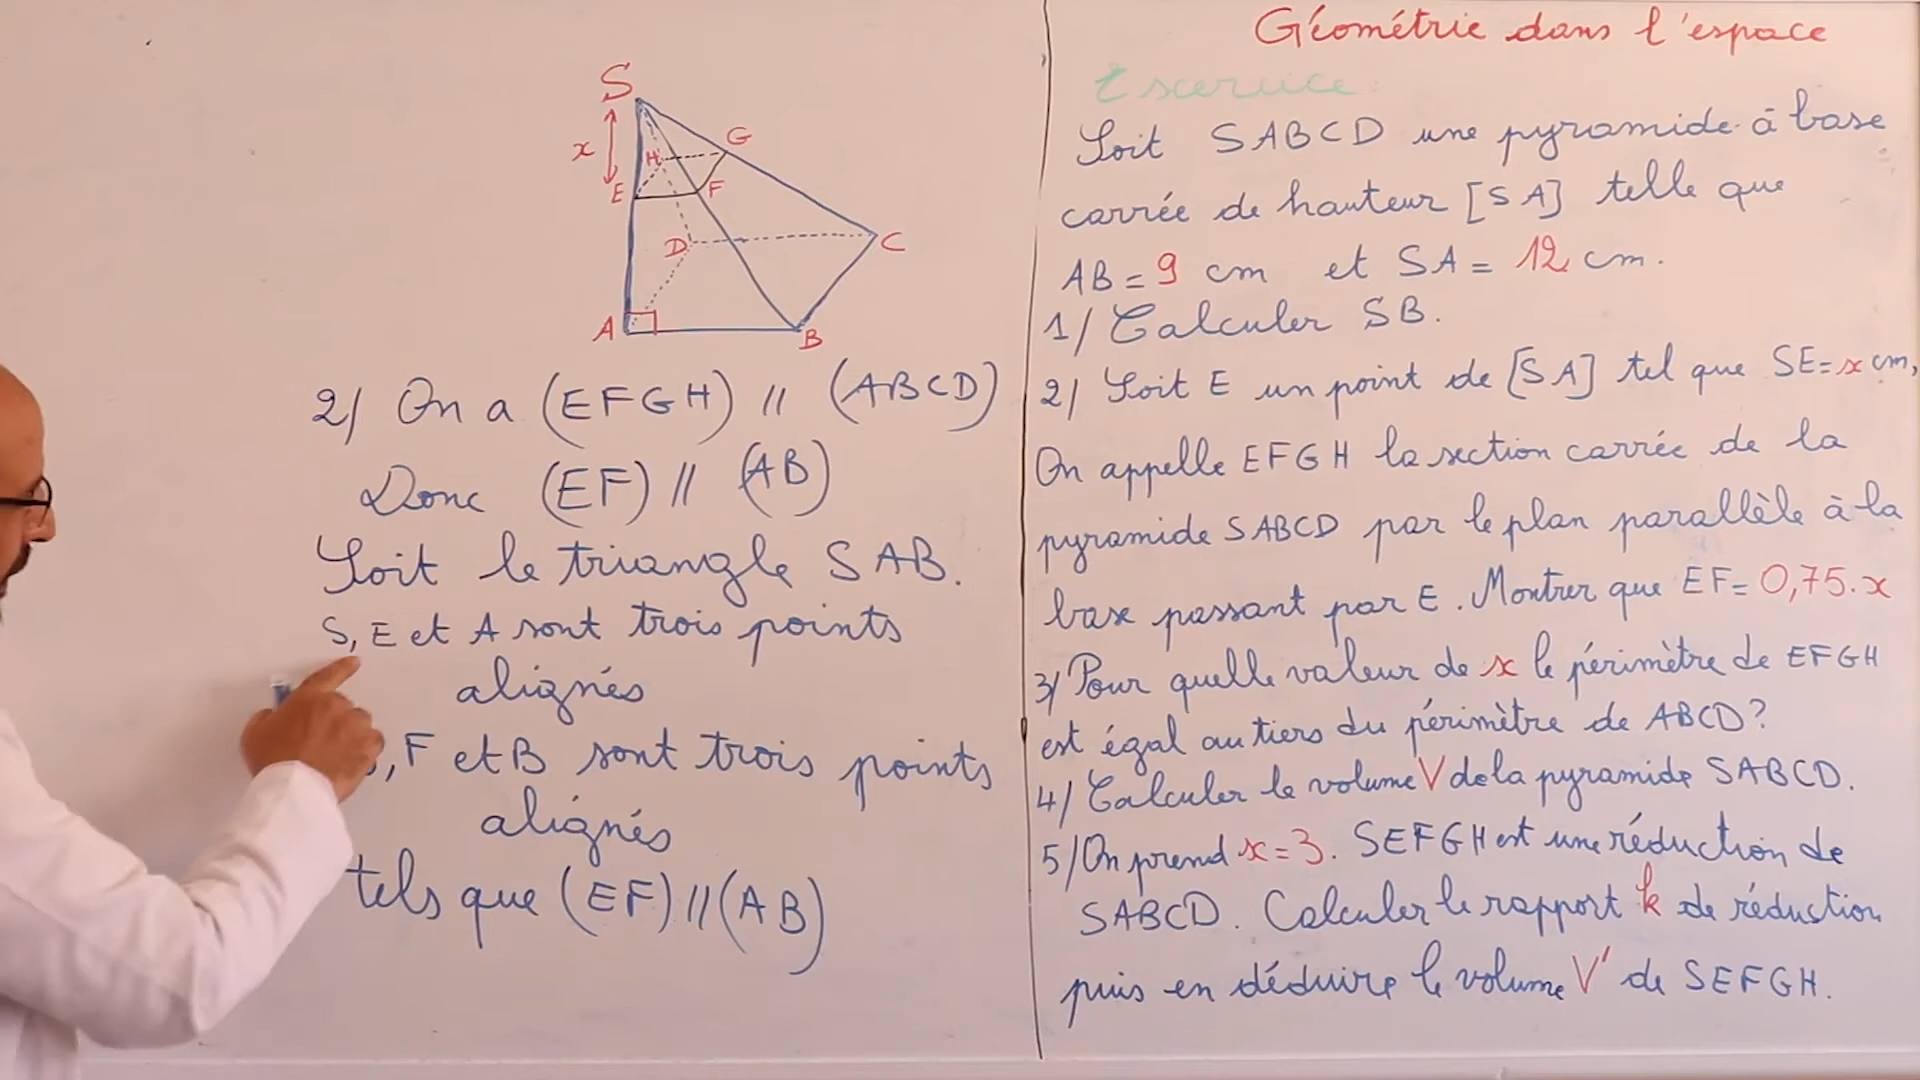 S
x
H
G
E
F
D
C
A
B
2/ On a (EFGH) // (ABCD)
Donc (EF) // (AB)
Soit le triangle SAB.
S, E et A sont trois points
alignés
, F et B sont trois points
alignés
tels que (EF) // (AB)
Géométrie dans l'espace
Exercice
Soit SABCD une pyramide à base
carrée de hauteur [SA] telle que
AB = 9 cm et SA = 12 cm.
1/ Calculer SB.
2/ Soit E un point de [SA] tel que SE = x cm,
On appelle EFGH la section carrée de la
pyramide SABCD par le plan parallèle à la
base passant par E. Montrer que EF = 0,75.x
3/ Pour quelle valeur de x le périmètre de EFGH
est égal au tiers du périmètre de ABCD?
4/ Calculer le volume V de la pyramide SABCD.
5/ On prend x = 3. SEFGH est une réduction de
SABCD. Calculer le rapport k de réduction
puis en déduire le volume V' de SEFGH.